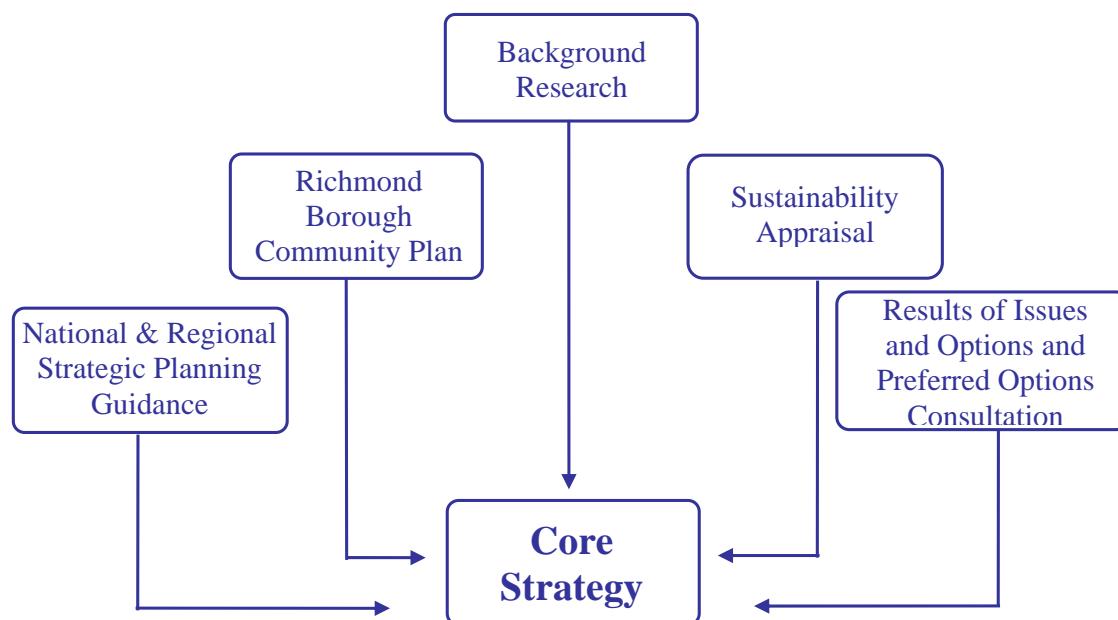 Background
Research
Richmond
Borough
Community Plan
Sustainability
Appraisal
National & Regional
Strategic Planning
Guidance
Results of Issues
and Options and
Preferred Options
Consultation
Core
Strategy